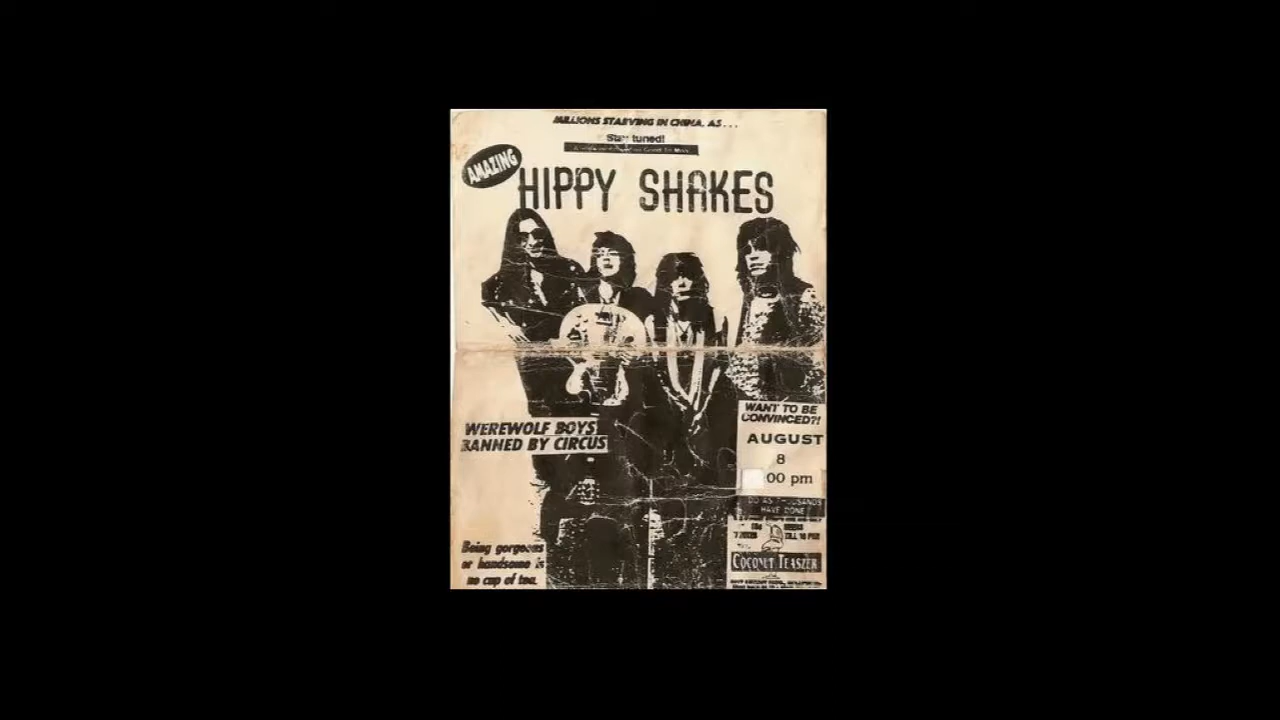 MILLIONS STARVING IN CHINA, AS . . .
Stay tuned!
AMAZING
HIPPY SHAKES
WEREWOLF BOYS
BANNED BY CIRCUS
WANT TO BE
CONVINCED?!
AUGUST
8
00 pm
DO AS THOUSANDS
HAVE DONE
Being gorgeous
or handsome is
no cup of tea.
COCONUT TEASZER